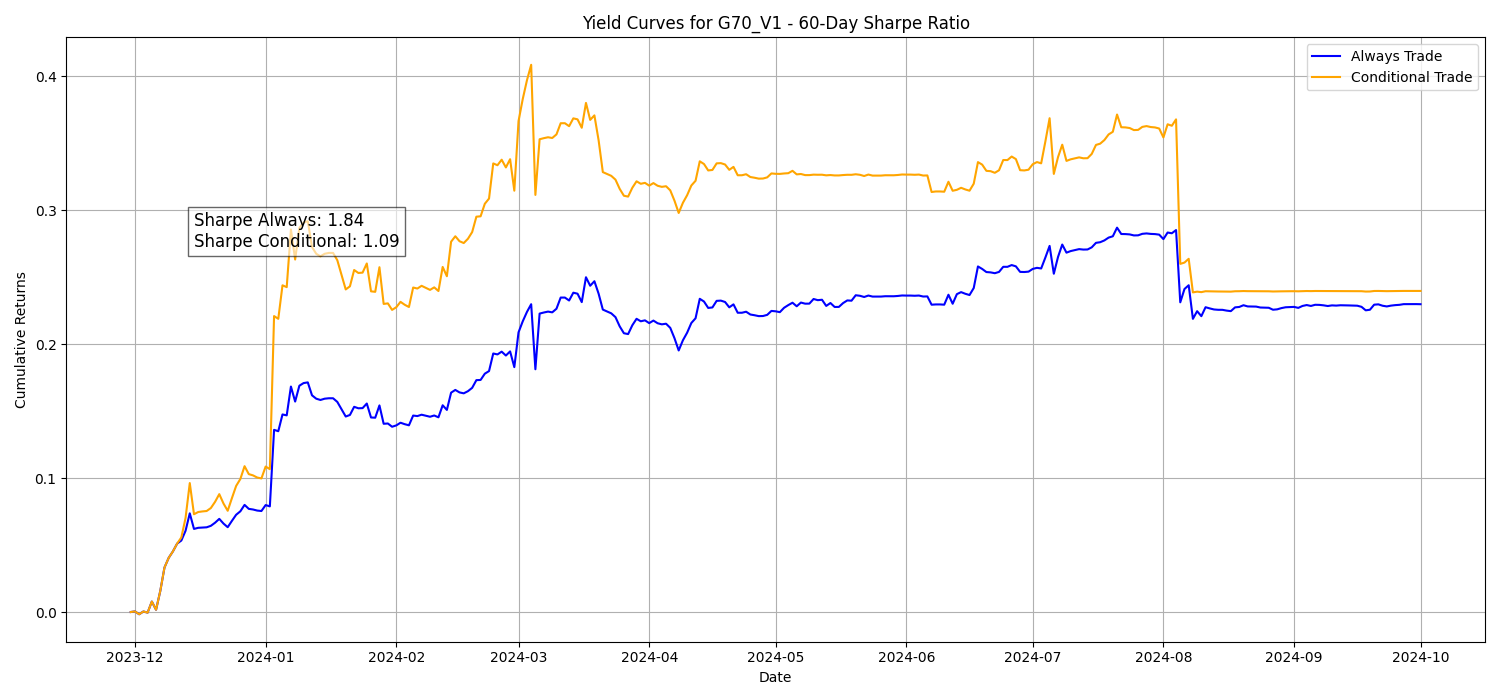 Yield Curves for G70_V1 - 60-Day Sharpe Ratio
Always Trade
Conditional Trade
Sharpe Always: 1.84
Sharpe Conditional: 1.09
Cumulative Returns
0.4
0.3
0.2
0.1
0.0
2023-12
2024-01
2024-02
2024-03
2024-04
2024-05
2024-06
2024-07
2024-08
2024-09
2024-10
Date